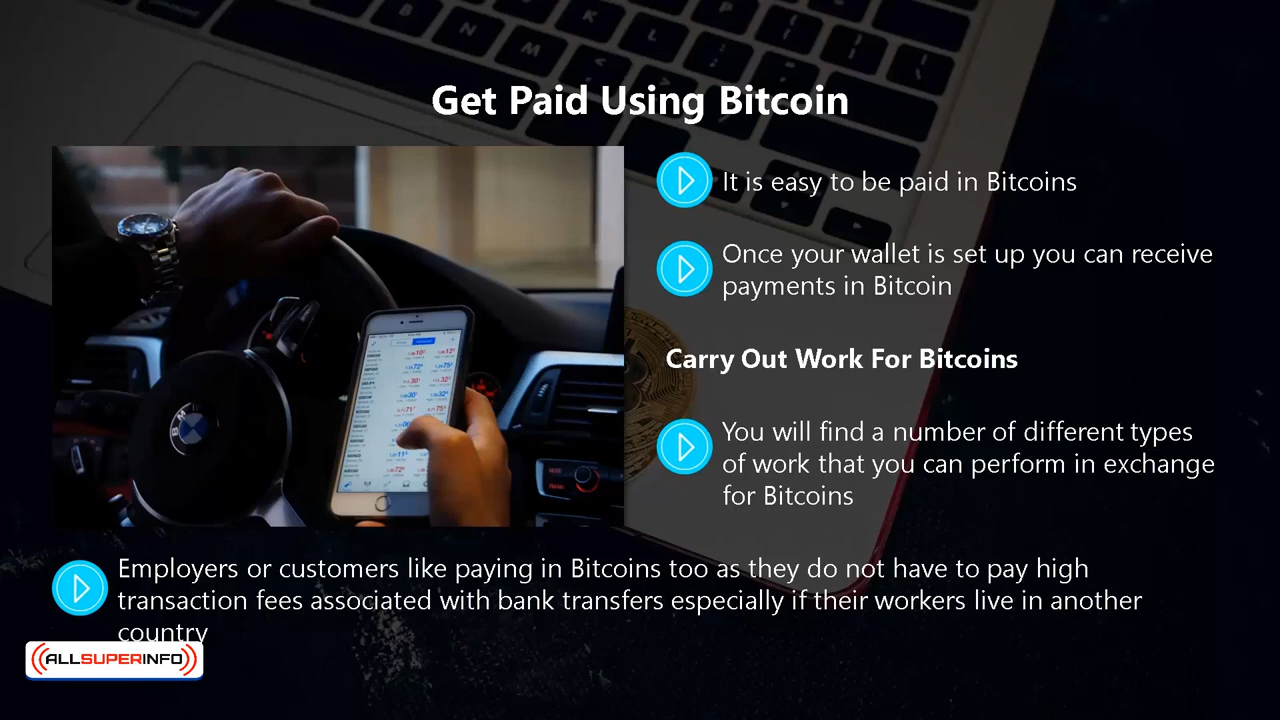 Get Paid Using Bitcoin
It is easy to be paid in Bitcoins
Once your wallet is set up you can receive
payments in Bitcoin
Carry Out Work For Bitcoins
You will find a number of different types
of work that you can perform in exchange
for Bitcoins
Employers or customers like paying in Bitcoins too as they do not have to pay high
transaction fees associated with bank transfers especially if their workers live in another
country
ALLSUPERINFO
BMW
B
N
M
K
L